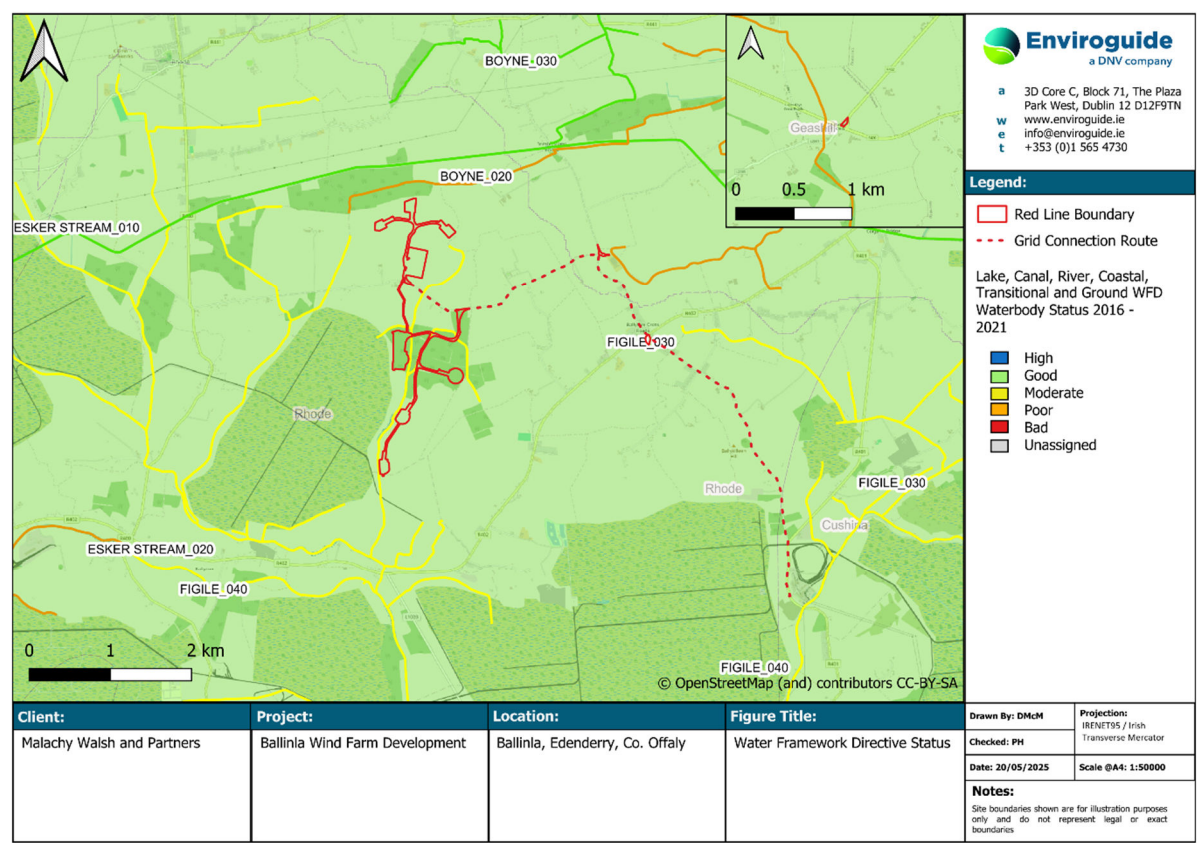 BOYNE_030
BOYNE_020
ESKER STREAM_010
FIGILE_030
Rhode
Rhode
FIGILE_030
Cushina
ESKER STREAM_020
FIGILE_040
FIGILE_040
0 1 2 km
© OpenStreetMap (and) contributors CC-BY-SA
Geashill
0 0.5 1 km
Enviroguide
a DNV company
a 3D Core C, Block 71, The Plaza
Park West, Dublin 12 D12F9TN
w www.enviroguide.ie
e info@enviroguide.ie
t +353 (0)1 565 4730
Legend:
Red Line Boundary
Grid Connection Route
Lake, Canal, River, Coastal,
Transitional and Ground WFD
Waterbody Status 2016 -
2021
High
Good
Moderate
Poor
Bad
Unassigned
Client:
Malachy Walsh and Partners
Project:
Ballinla Wind Farm Development
Location:
Ballinla, Edenderry, Co. Offaly
Figure Title:
Water Framework Directive Status
Drawn By: DMcM
Checked: PH
Date: 20/05/2025
Projection:
IRENET95 / Irish
Transverse Mercator
Scale @A4: 1:50000
Notes:
Site boundaries shown are for illustration purposes
only and do not represent legal or exact
boundaries